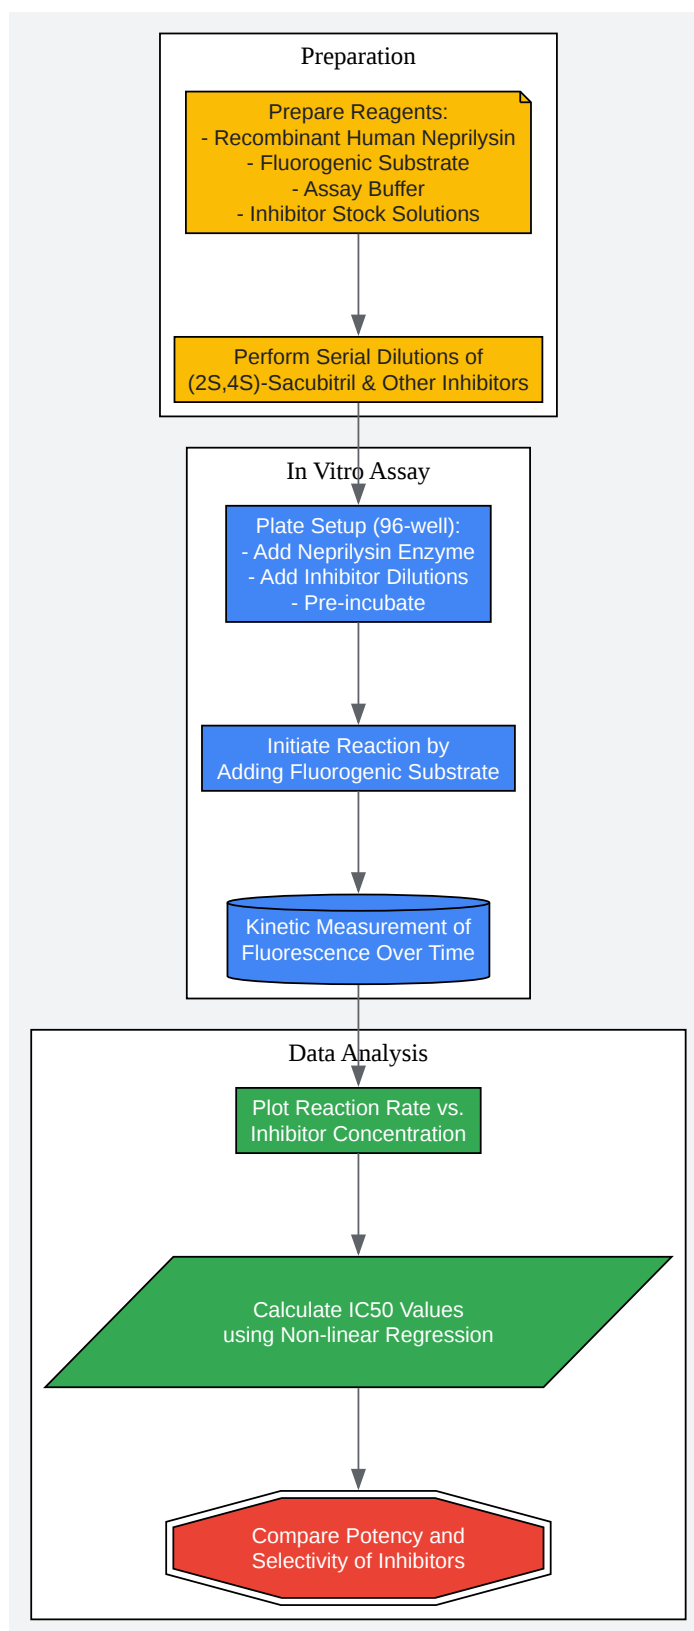 Preparation
Prepare Reagents:
- Recombinant Human Neprilysin
- Fluorogenic Substrate
- Assay Buffer
- Inhibitor Stock Solutions
Perform Serial Dilutions of
(2S,4S)-Sacubitril & Other Inhibitors
In Vitro Assay
Plate Setup (96-well):
- Add Neprilysin Enzyme
- Add Inhibitor Dilutions
- Pre-incubate
Initiate Reaction by
Adding Fluorogenic Substrate
Kinetic Measurement of
Fluorescence Over Time
Data Analysis
Plot Reaction Rate vs.
Inhibitor Concentration
Calculate IC50 Values
using Non-linear Regression
Compare Potency and
Selectivity of Inhibitors